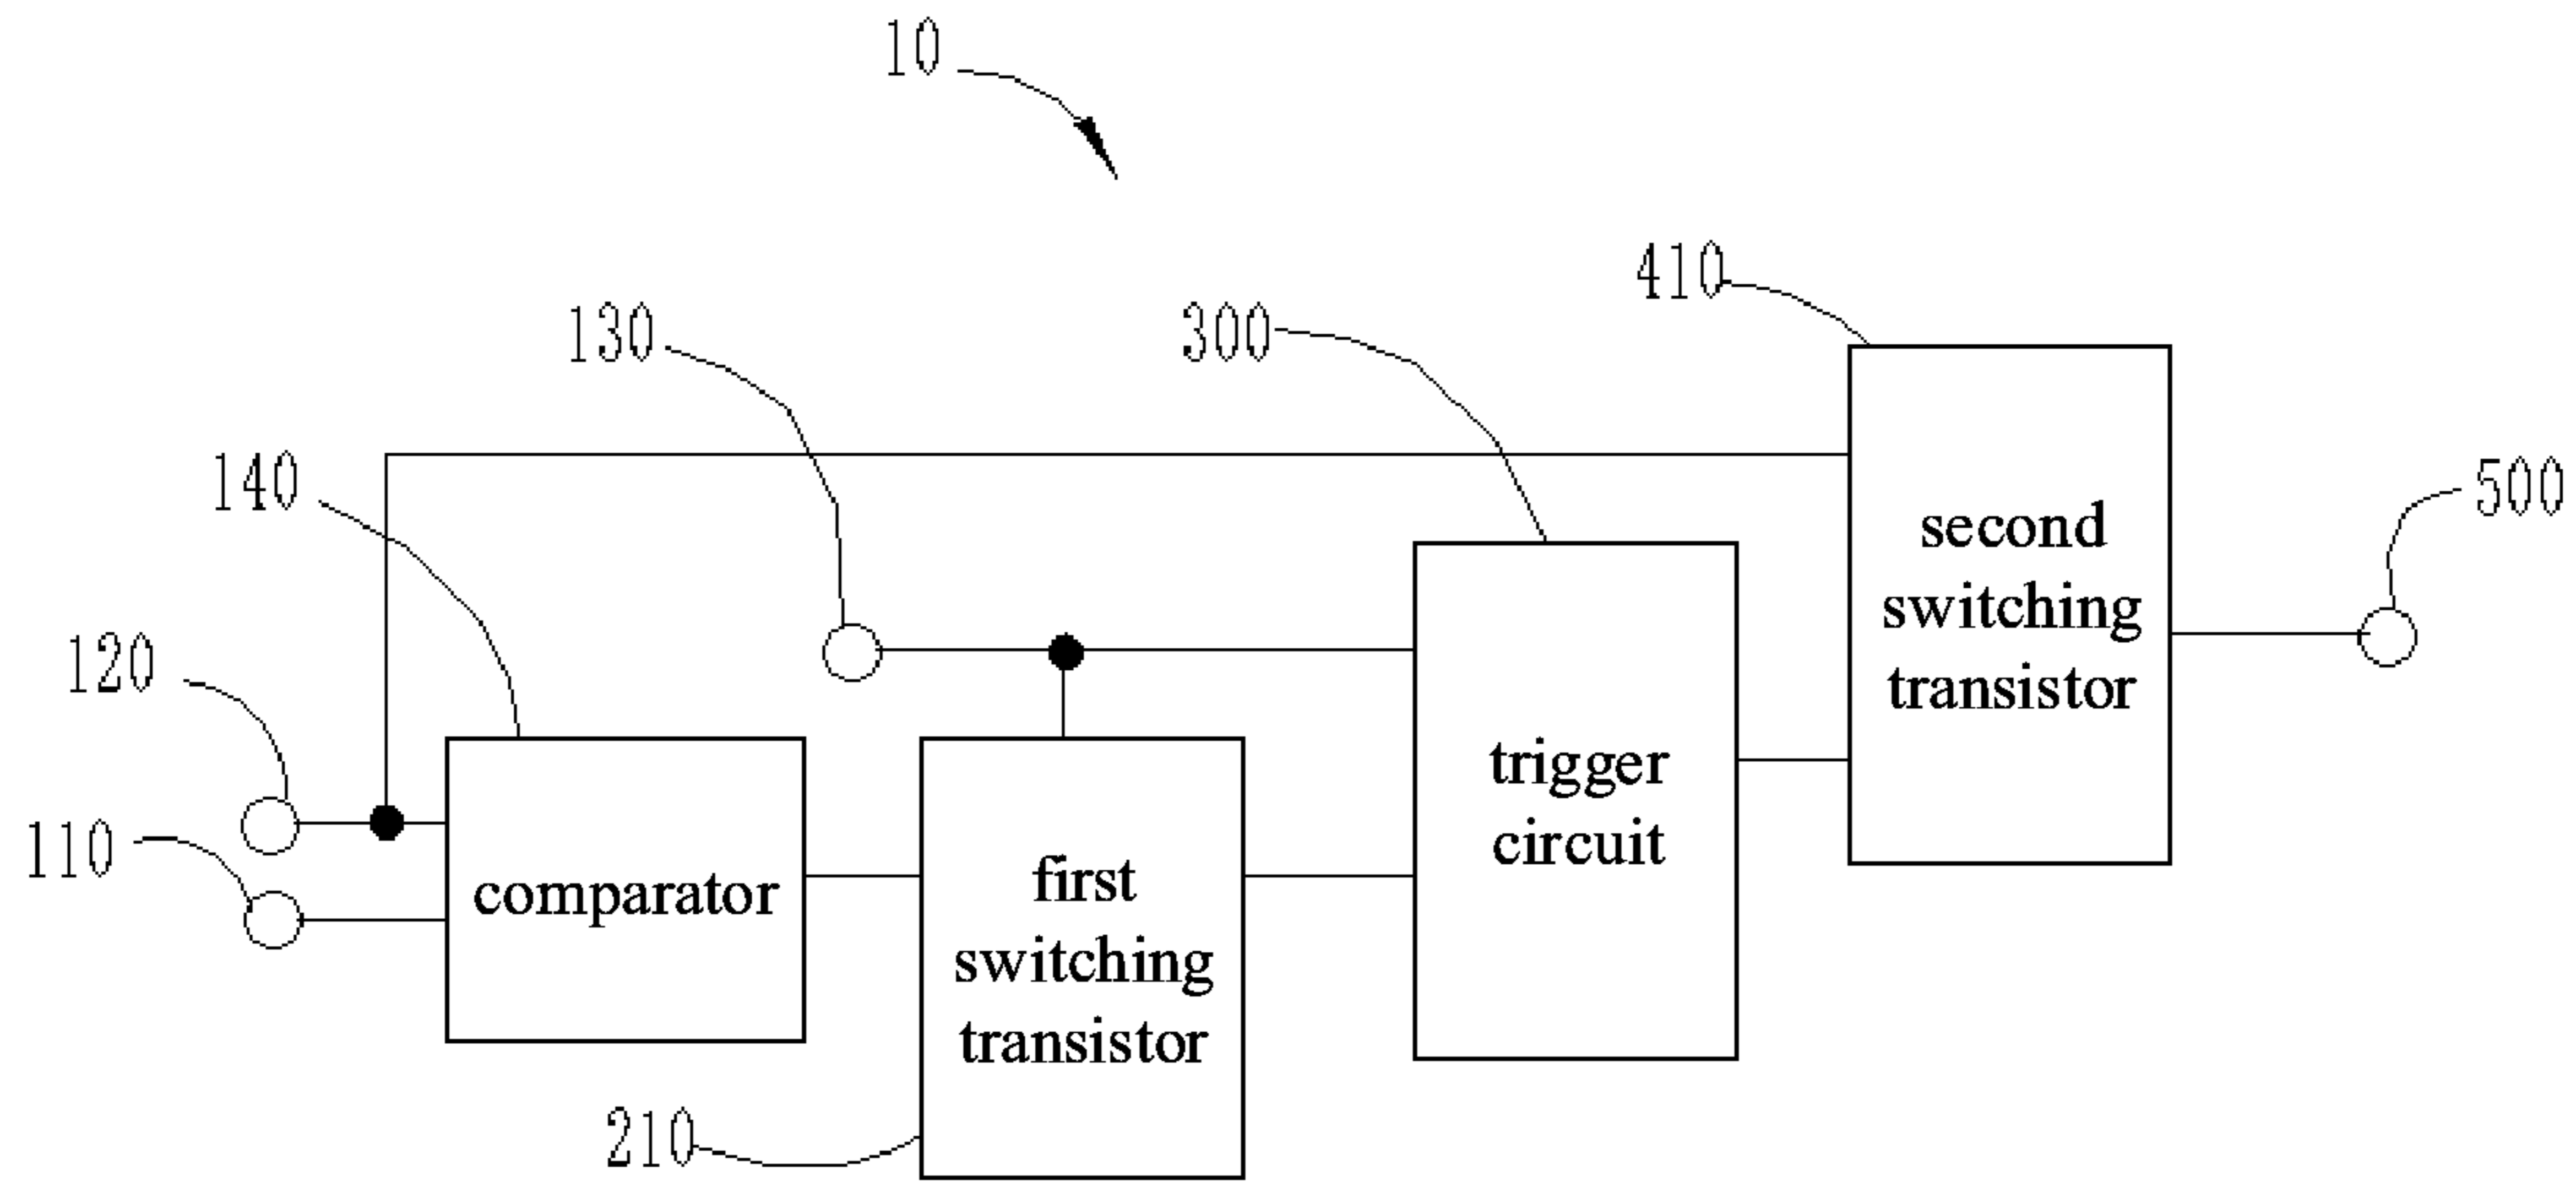 10
410
130
300
140
500
second
switching
transistor
120
trigger
circuit
110
comparator
first
switching
transistor
210